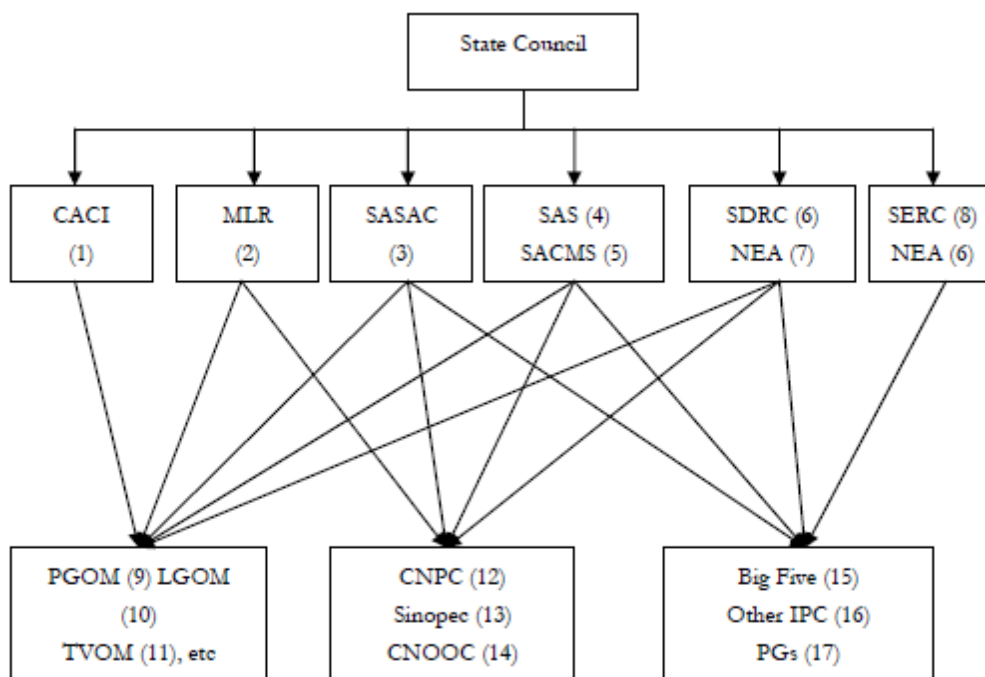 State Council
CACI
(1)
MLR
(2)
SASAC
(3)
SAS (4)
SACMS (5)
SDRC (6)
NEA (7)
SERC (8)
NEA (6)
PGOM (9) LGOM
(10)
TVOM (11), etc
CNPC (12)
Sinopec (13)
CNOOC (14)
Big Five (15)
Other IPC (16)
PGs (17)